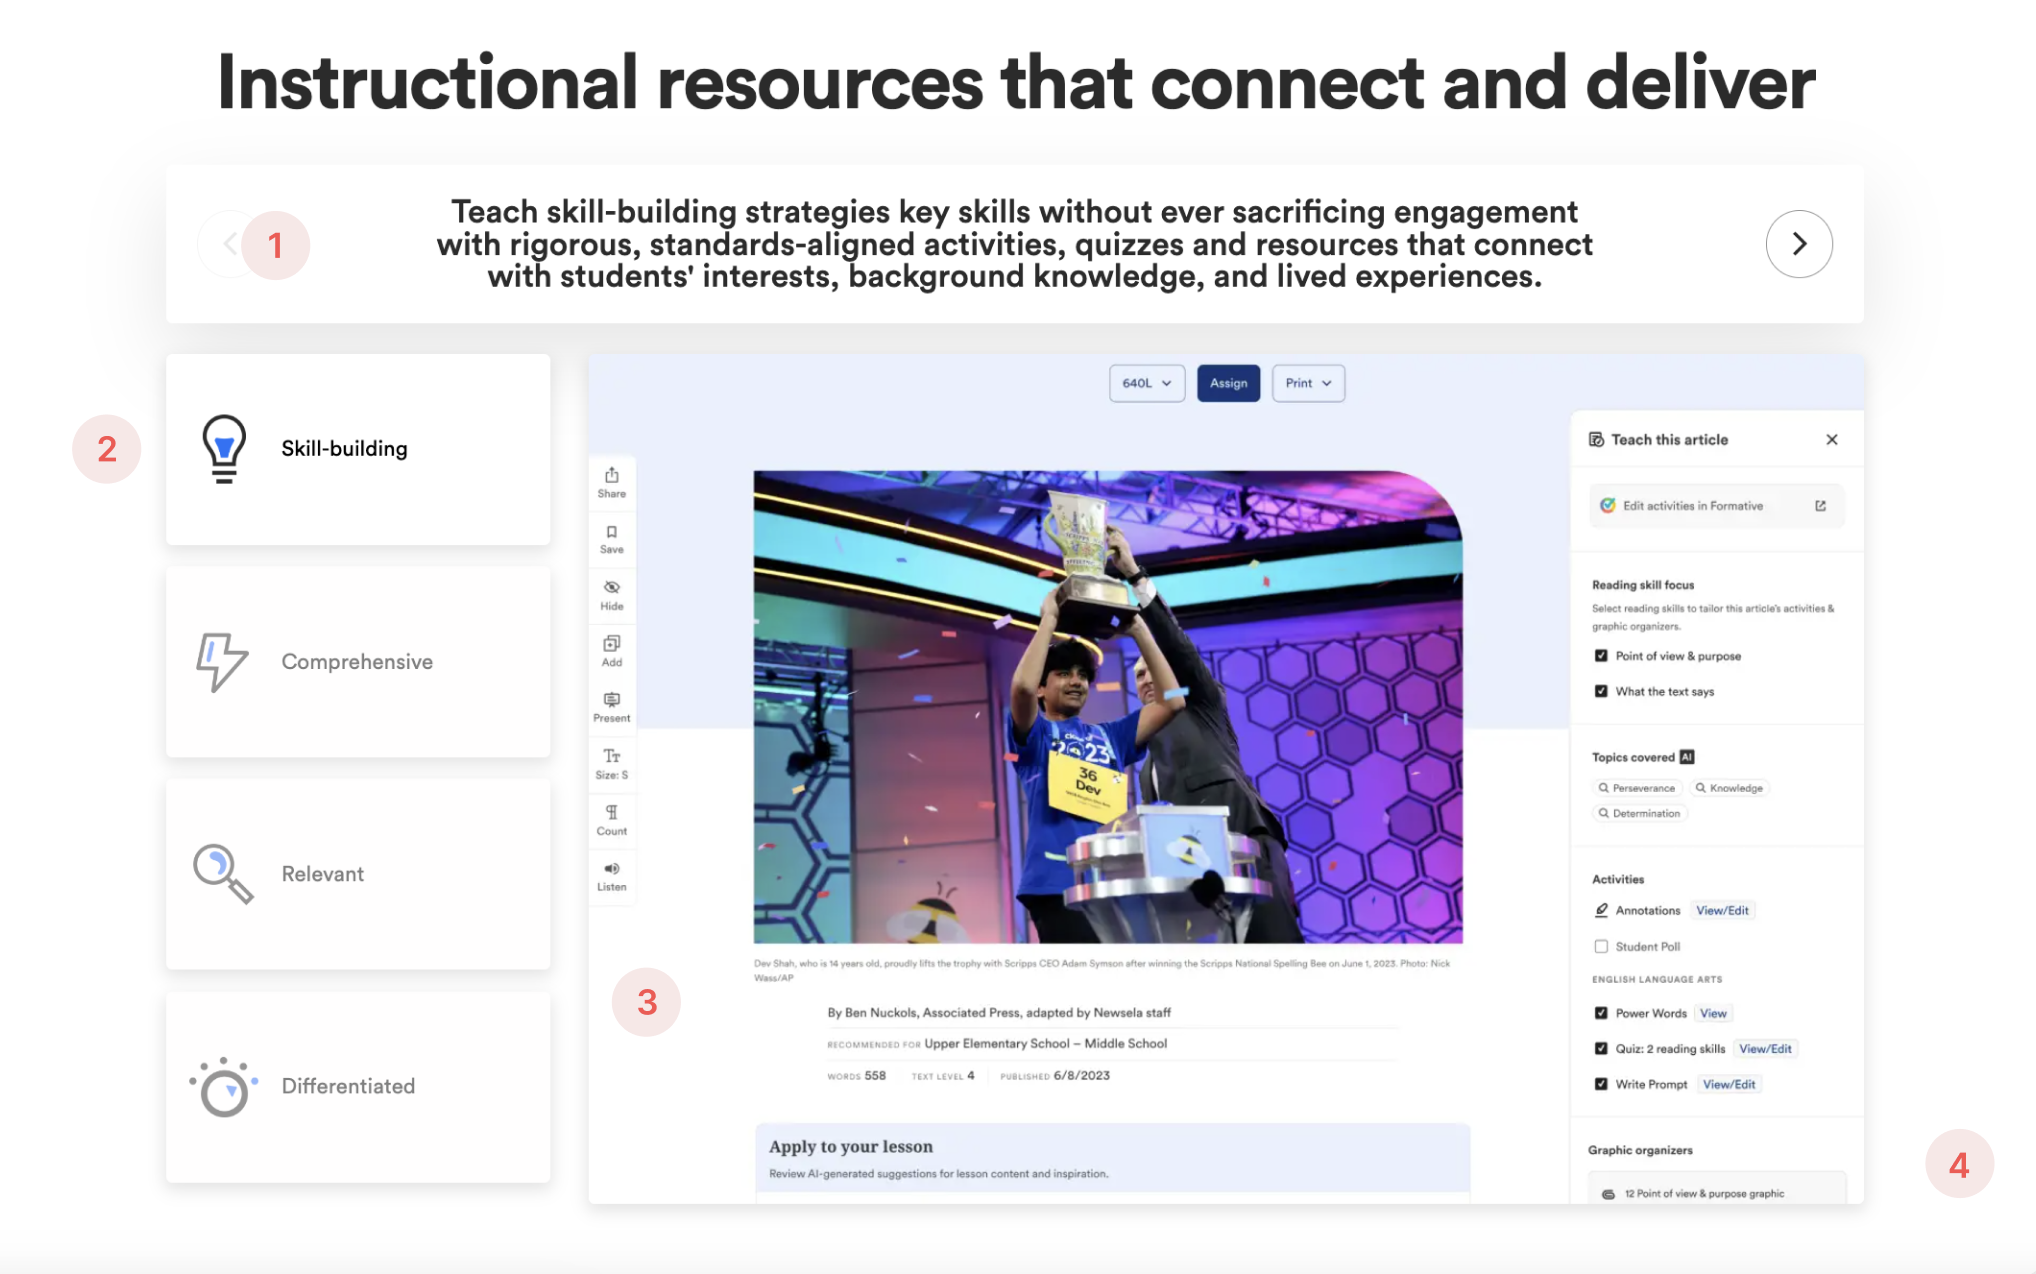 Instructional resources that connect and deliver
1
Teach skill-building strategies key skills without ever sacrificing engagement
with rigorous, standards-aligned activities, quizzes and resources that connect
with students' interests, background knowledge, and lived experiences.
2
Skill-building
Comprehensive
Relevant
Differentiated
640L
Assign
Print
Share
Save
Hide
Add
Present
Size: S
Count
Listen
2023
36
Dev
Dev Shah, who is 14 years old, proudly lifts the trophy with Scripps CEO Adam Symson after winning the Scripps National Spelling Bee on June 1, 2023. Photo: Nick
Wass/AP
3
By Ben Nuckols, Associated Press, adapted by Newsela staff
RECOMMENDED FOR Upper Elementary School – Middle School
WORDS 558 TEXT LEVEL 4 PUBLISHED 6/8/2023
Apply to your lesson
Review AI-generated suggestions for lesson content and inspiration.
Teach this article
Edit activities in Formative
Reading skill focus
Select reading skills to tailor this article's activities &
graphic organizers.
Point of view & purpose
What the text says
Topics covered AI
Perseverance Knowledge
Determination
Activities
Annotations View/Edit
Student Poll
ENGLISH LANGUAGE ARTS
Power Words View
Quiz: 2 reading skills View/Edit
Write Prompt View/Edit
Graphic organizers
12 Point of view & purpose graphic
4